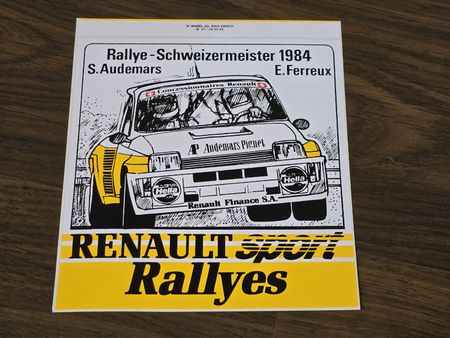 Rallye-Schweizermeister 1984
S.Audemars E.Ferreux
Concessionnaires Renault
AP Audemars Piguet
Hella Hella
Renault Finance S.A.
RENAULT sport
Rallyes